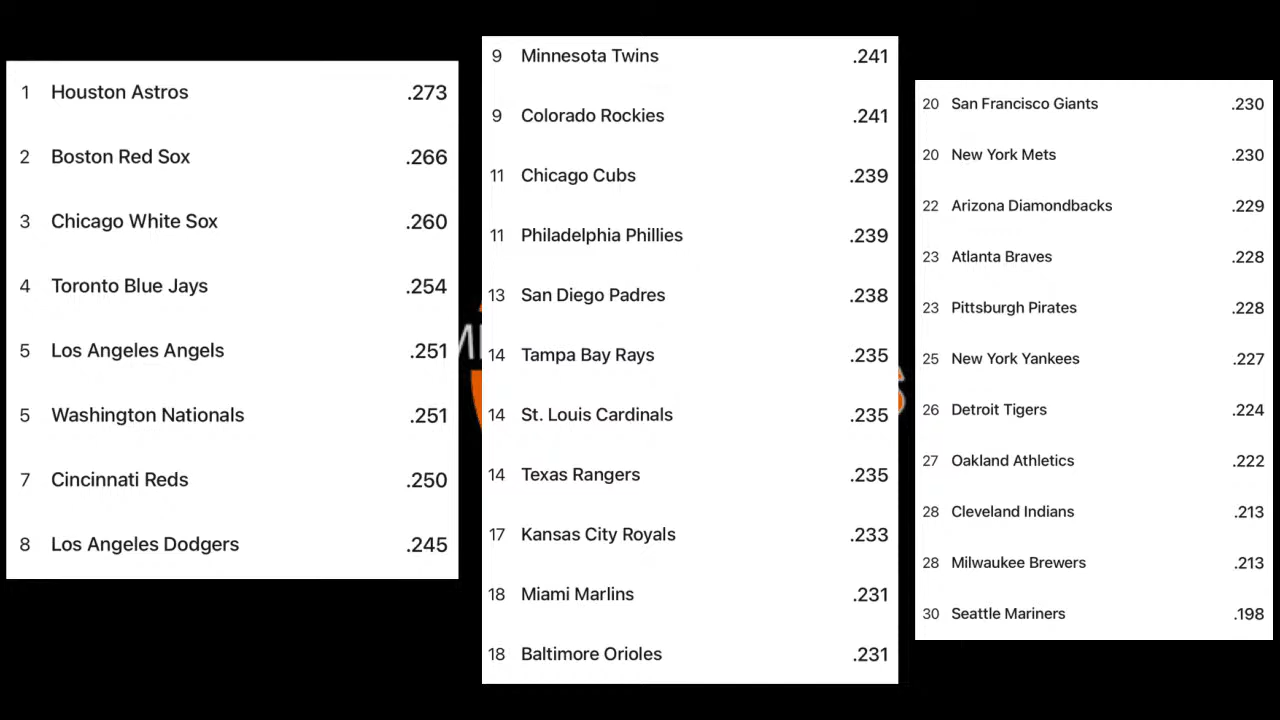 1 Houston Astros .273
2 Boston Red Sox .266
3 Chicago White Sox .260
4 Toronto Blue Jays .254
5 Los Angeles Angels .251
5 Washington Nationals .251
7 Cincinnati Reds .250
8 Los Angeles Dodgers .245
9 Minnesota Twins .241
9 Colorado Rockies .241
11 Chicago Cubs .239
11 Philadelphia Phillies .239
13 San Diego Padres .238
14 Tampa Bay Rays .235
14 St. Louis Cardinals .235
14 Texas Rangers .235
17 Kansas City Royals .233
18 Miami Marlins .231
18 Baltimore Orioles .231
20 San Francisco Giants .230
20 New York Mets .230
22 Arizona Diamondbacks .229
23 Atlanta Braves .228
23 Pittsburgh Pirates .228
25 New York Yankees .227
26 Detroit Tigers .224
27 Oakland Athletics .222
28 Cleveland Indians .213
28 Milwaukee Brewers .213
30 Seattle Mariners .198